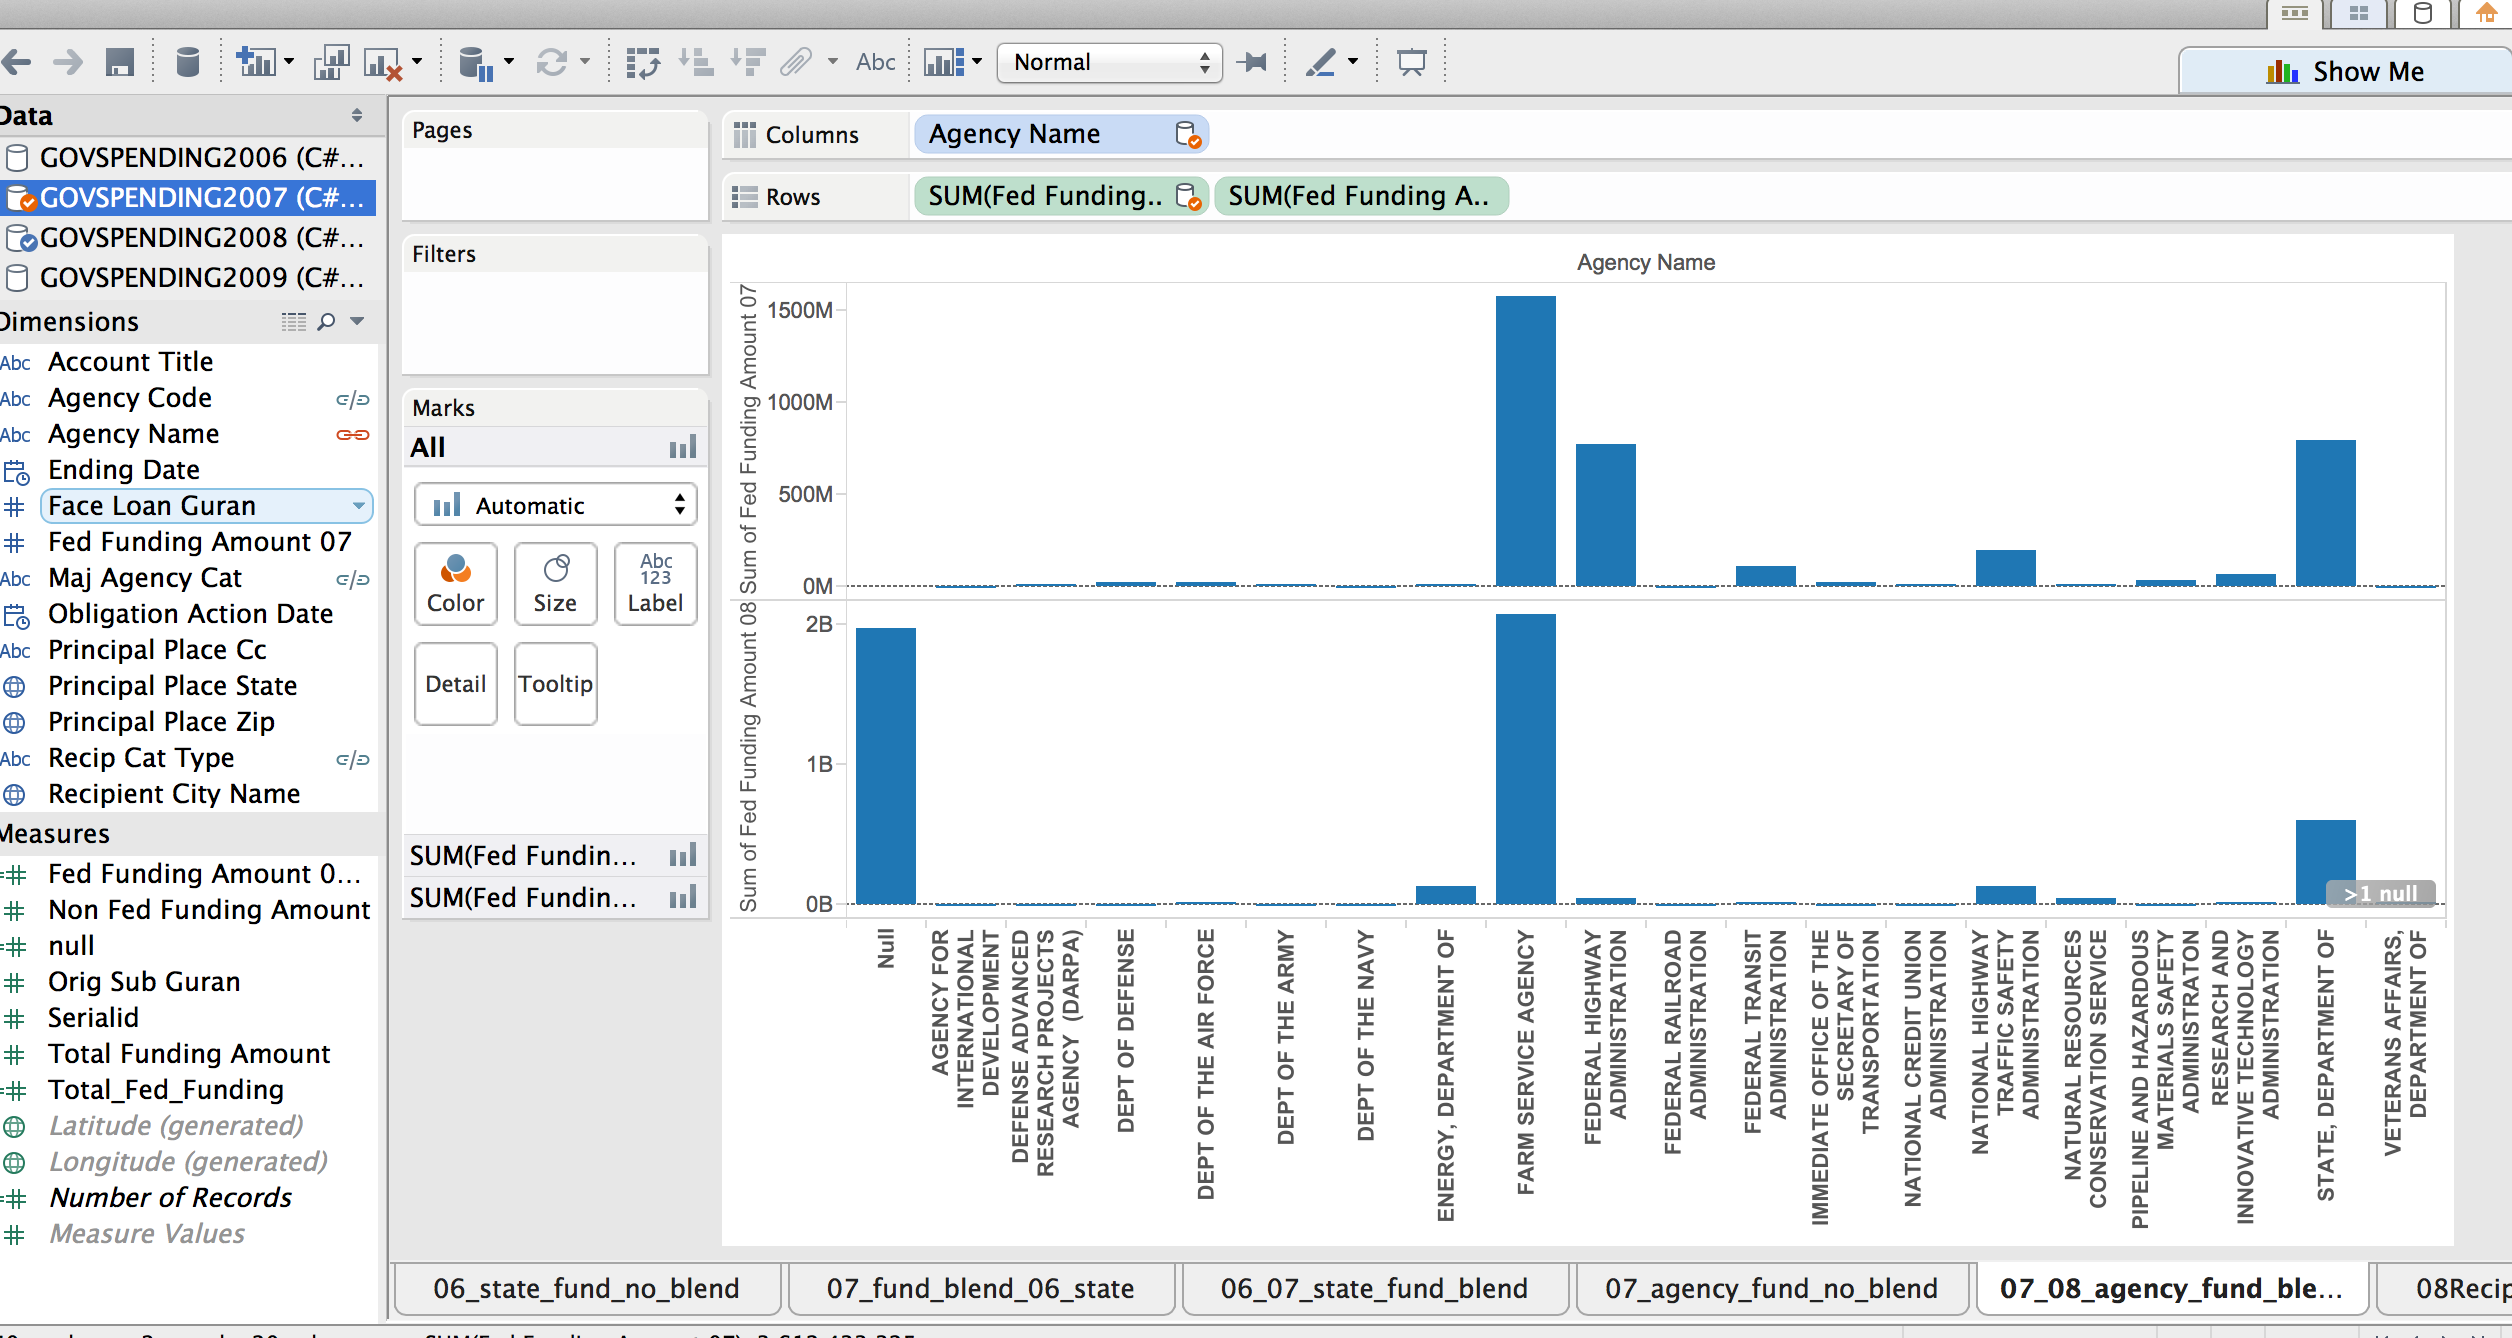 Abc
Normal
Show Me
Data
GOVSPENDING2006 (C#...
GOVSPENDING2007 (C#...
GOVSPENDING2008 (C#...
GOVSPENDING2009 (C#...
Dimensions
Abc Account Title
Abc Agency Code
Abc Agency Name
Ending Date
Face Loan Guran
Fed Funding Amount 07
Abc Maj Agency Cat
Obligation Action Date
Abc Principal Place Cc
Principal Place State
Principal Place Zip
Abc Recip Cat Type
Recipient City Name
Measures
Fed Funding Amount 0...
Non Fed Funding Amount
null
Orig Sub Guran
Serialid
Total Funding Amount
Total_Fed_Funding
Latitude (generated)
Longitude (generated)
Number of Records
Measure Values
Pages
Filters
Marks
All
Automatic
Color
Size
Abc
123
Label
Detail
Tooltip
SUM(Fed Fundin...
SUM(Fed Fundin...
Columns
Agency Name
Rows
SUM(Fed Funding..
SUM(Fed Funding A..
Agency Name
Sum of Fed Funding Amount 07
1500M
1000M
500M
0M
Sum of Fed Funding Amount 08
2B
1B
0B
>1 null
Null
AGENCY FOR
INTERNATIONAL
DEVELOPMENT
DEFENSE ADVANCED
RESEARCH PROJECTS
AGENCY (DARPA)
DEPT OF DEFENSE
DEPT OF THE AIR FORCE
DEPT OF THE ARMY
DEPT OF THE NAVY
ENERGY, DEPARTMENT OF
FARM SERVICE AGENCY
FEDERAL HIGHWAY
ADMINISTRATION
FEDERAL RAILROAD
ADMINISTRATION
FEDERAL TRANSIT
ADMINISTRATION
IMMEDIATE OFFICE OF THE
SECRETARY OF
TRANSPORTATION
NATIONAL CREDIT UNION
ADMINISTRATION
NATIONAL HIGHWAY
TRAFFIC SAFETY
ADMINISTRATION
NATURAL RESOURCES
CONSERVATION SERVICE
PIPELINE AND HAZARDOUS
MATERIALS SAFETY
ADMINISTRATON
RESEARCH AND
INNOVATIVE TECHNOLOGY
ADMINISTRATION
STATE, DEPARTMENT OF
VETERANS AFFAIRS,
DEPARTMENT OF
06_state_fund_no_blend
07_fund_blend_06_state
06_07_state_fund_blend
07_agency_fund_no_blend
07_08_agency_fund_ble...
08Recip